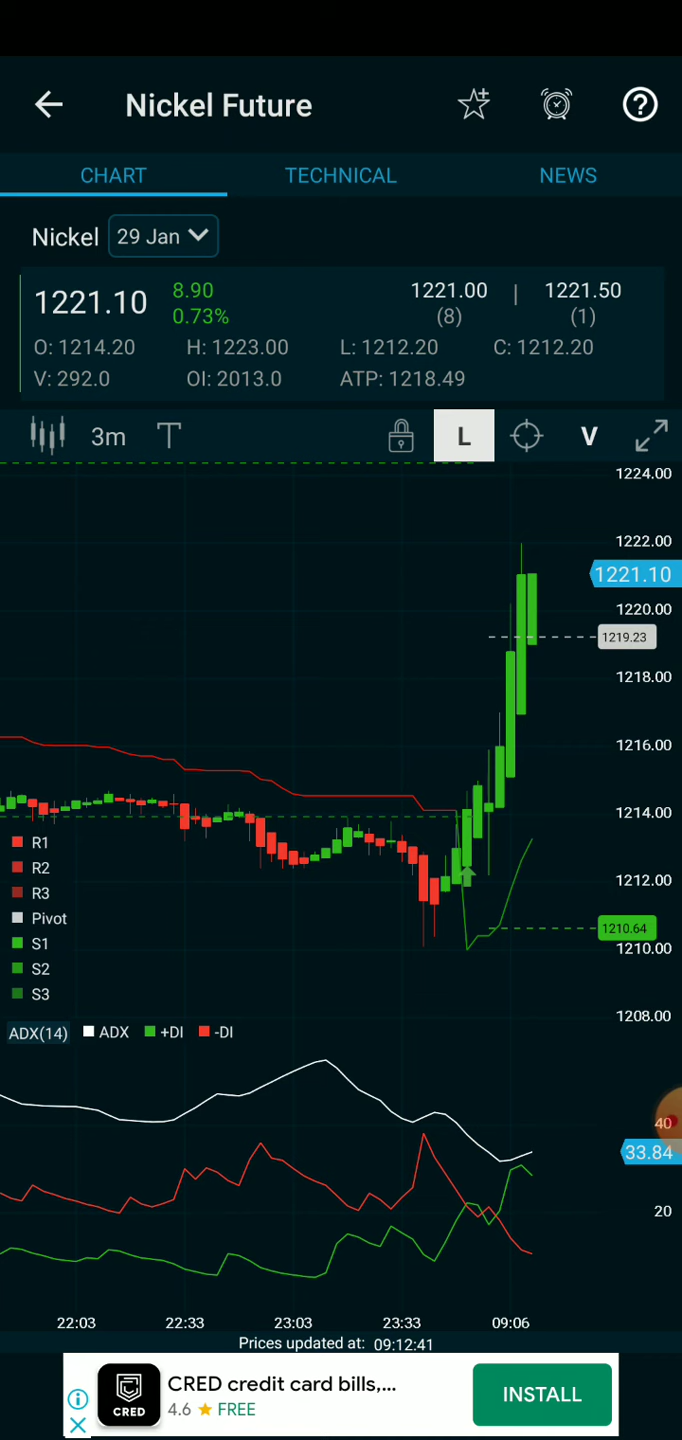 Nickel Future
CHART TECHNICAL NEWS
Nickel 29 Jan
1221.10 8.90 1221.00 | 1221.50
0.73% (8) (1)
O: 1214.20 H: 1223.00 L: 1212.20 C: 1212.20
V: 292.0 OI: 2013.0 ATP: 1218.49
3m T L V
1224.00
1222.00
1221.10
1220.00
1219.23
1218.00
1216.00
1214.00
R1
R2
1212.00
R3
Pivot
1210.64
S1
1210.00
S2
S3
1208.00
ADX(14) ADX +DI -DI
40
33.84
20
22:03 22:33 23:03 23:33 09:06
Prices updated at: 09:12:41
CRED credit card bills,...
4.6 FREE
CRED
INSTALL